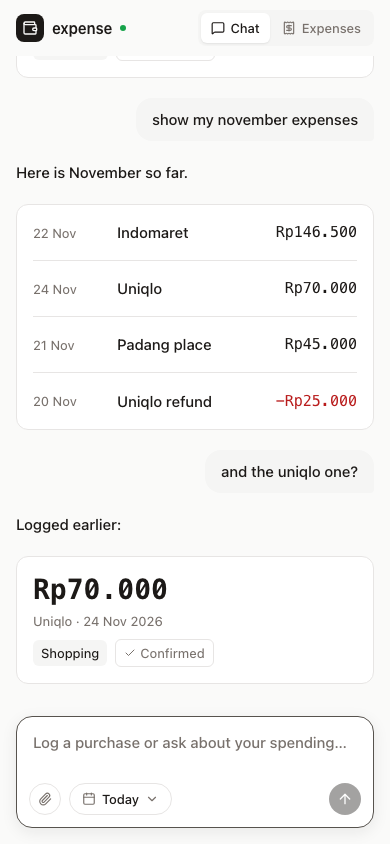 expense
Chat
Expenses
show my november expenses
Here is November so far.
22 Nov Indomaret Rp146.500
24 Nov Uniqlo Rp70.000
21 Nov Padang place Rp45.000
20 Nov Uniqlo refund −Rp25.000
and the uniqlo one?
Logged earlier:
Rp70.000
Uniqlo · 24 Nov 2026
Shopping
Confirmed
Log a purchase or ask about your spending...
Today